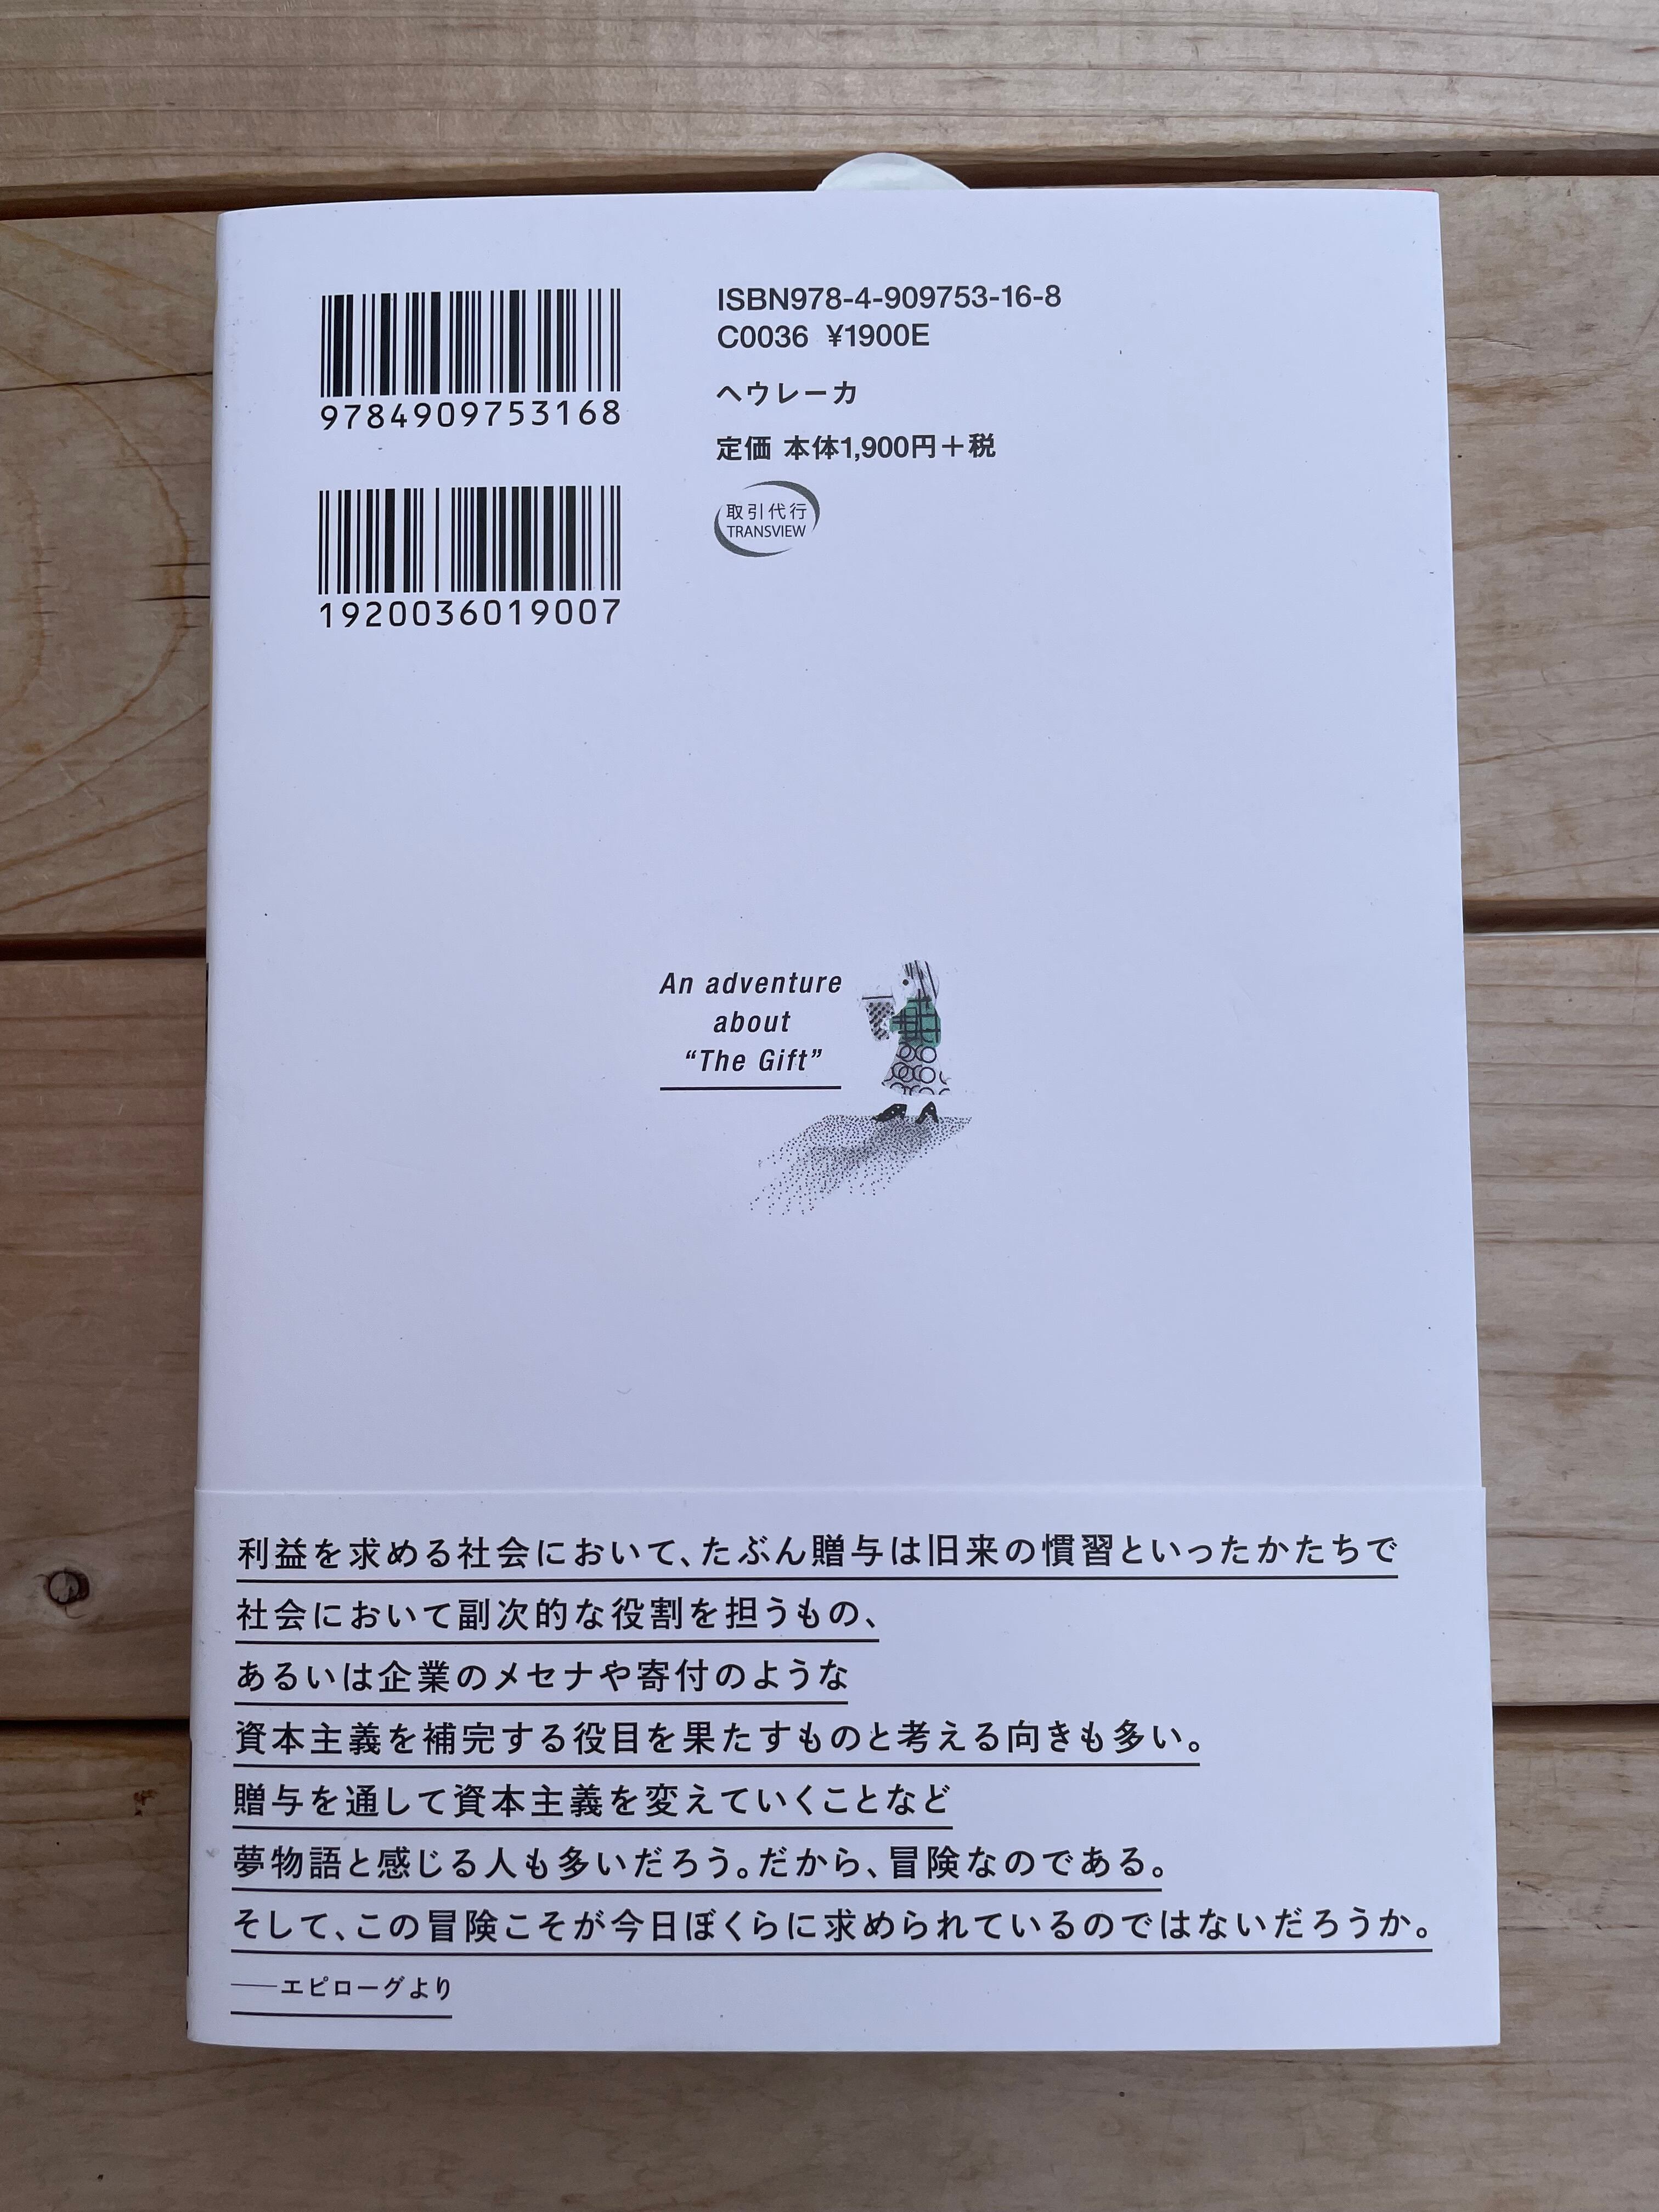 9784909753168
1920036019007
ISBN978-4-909753-16-8
C0036 ¥1900E
ヘウレーカ
定価 本体1,900円+税
取引代行
TRANSVIEW
An adventure
about
“The Gift”
利益を求める社会において、たぶん贈与は旧来の慣習といったかたちで
社会において副次的な役割を担うもの、
あるいは企業のメセナや寄付のような
資本主義を補完する役目を果たすものと考える向きも多い。
贈与を通して資本主義を変えていくことなど
夢物語と感じる人も多いだろう。だから、冒険なのである。
そして、この冒険こそが今日ぼくらに求められているのではないだろうか。
──エピローグより